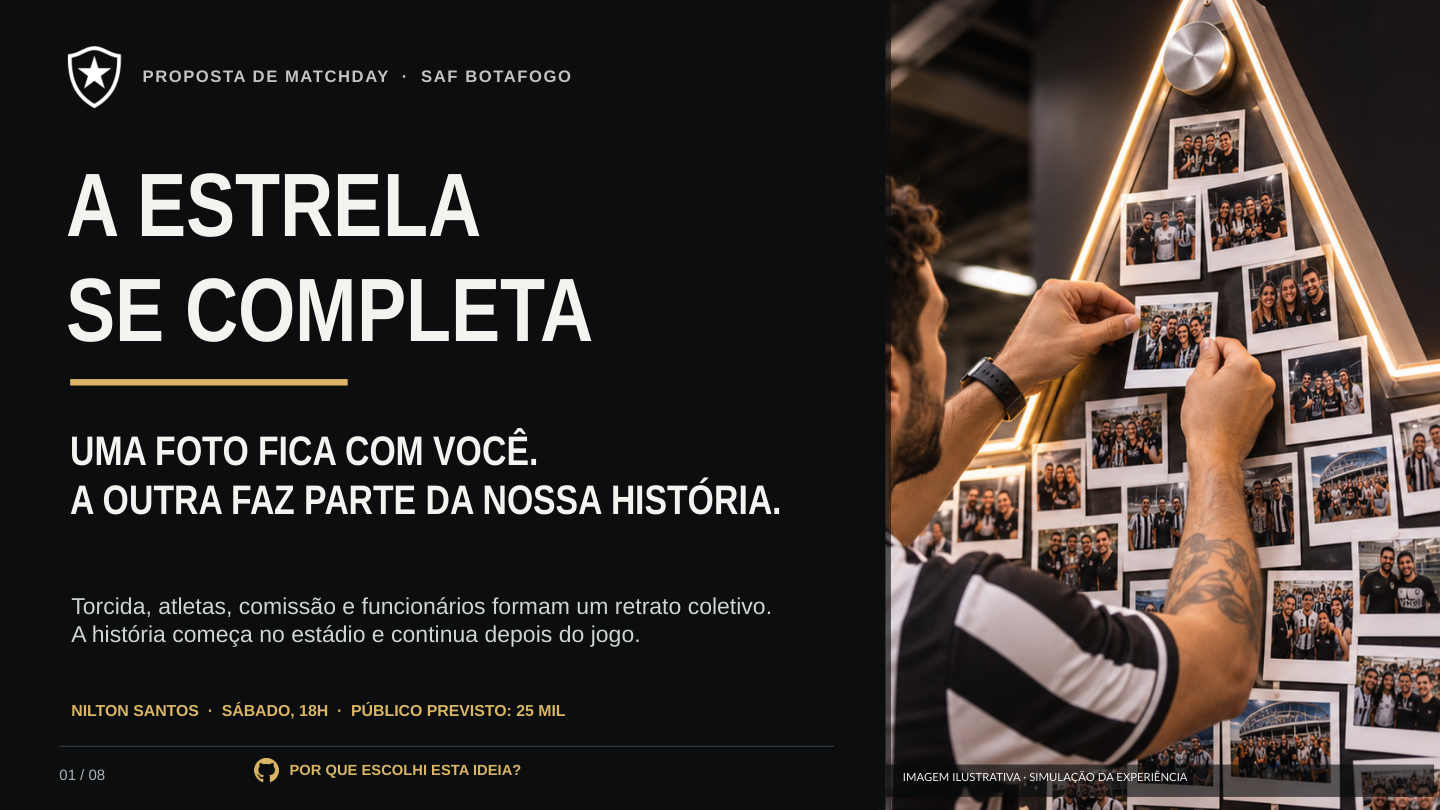 PROPOSTA DE MATCHDAY · SAF BOTAFOGO
A ESTRELA
SE COMPLETA
UMA FOTO FICA COM VOCÊ.
A OUTRA FAZ PARTE DA NOSSA HISTÓRIA.
Torcida, atletas, comissão e funcionários formam um retrato coletivo.
A história começa no estádio e continua depois do jogo.
NILTON SANTOS · SÁBADO, 18H · PÚBLICO PREVISTO: 25 MIL
01 / 08
POR QUE ESCOLHI ESTA IDEIA?
IMAGEM ILUSTRATIVA · SIMULAÇÃO DA EXPERIÊNCIA